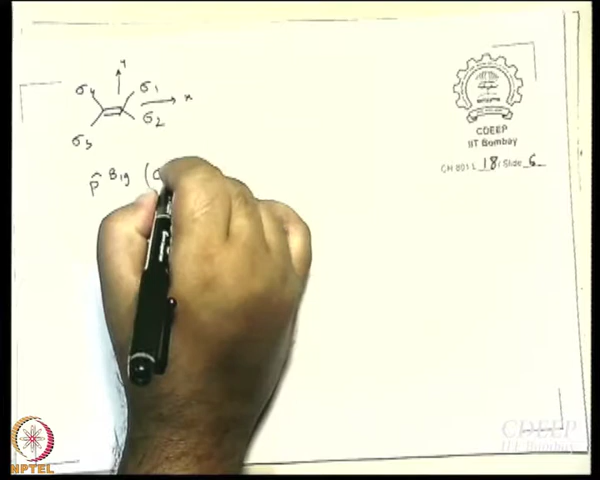 y
σ4 σ1
x
σ3 σ2
p̂ B1g (σ
CDEEP
IIT Bombay
CH 801 L 18 / Slide 6
CDEEP
IIT Bombay
NPTEL